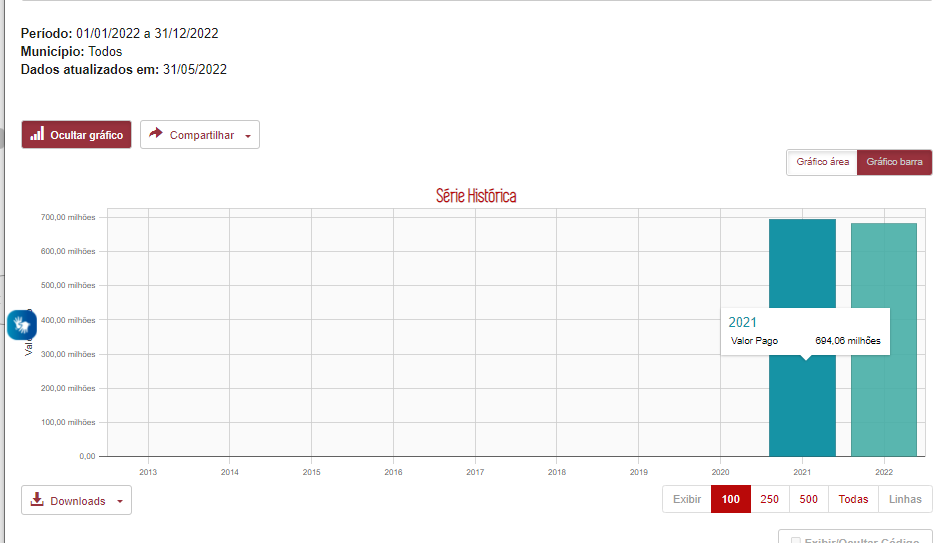 Período: 01/01/2022 a 31/12/2022
Município: Todos
Dados atualizados em: 31/05/2022
Ocultar gráfico
Compartilhar
Gráfico área
Gráfico barra
Série Histórica
700,00 milhões
600,00 milhões
500,00 milhões
400,00 milhões
300,00 milhões
200,00 milhões
100,00 milhões
0,00
2021
Valor Pago 694,06 milhões
2013 2014 2015 2016 2017 2018 2019 2020 2021 2022
Downloads
Exibir 100 250 500 Todas Linhas
Exibir/Ocultar Código